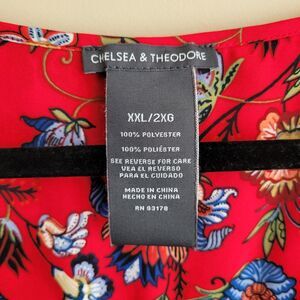 CHELSEA & THEODORE
XXL/2XG
100% POLYESTER
100% POLIÉSTER
SEE REVERSE FOR CARE
VEA EL REVERSO
PARA EL CUIDADO
MADE IN CHINA
HECHO EN CHINA
RN 93178